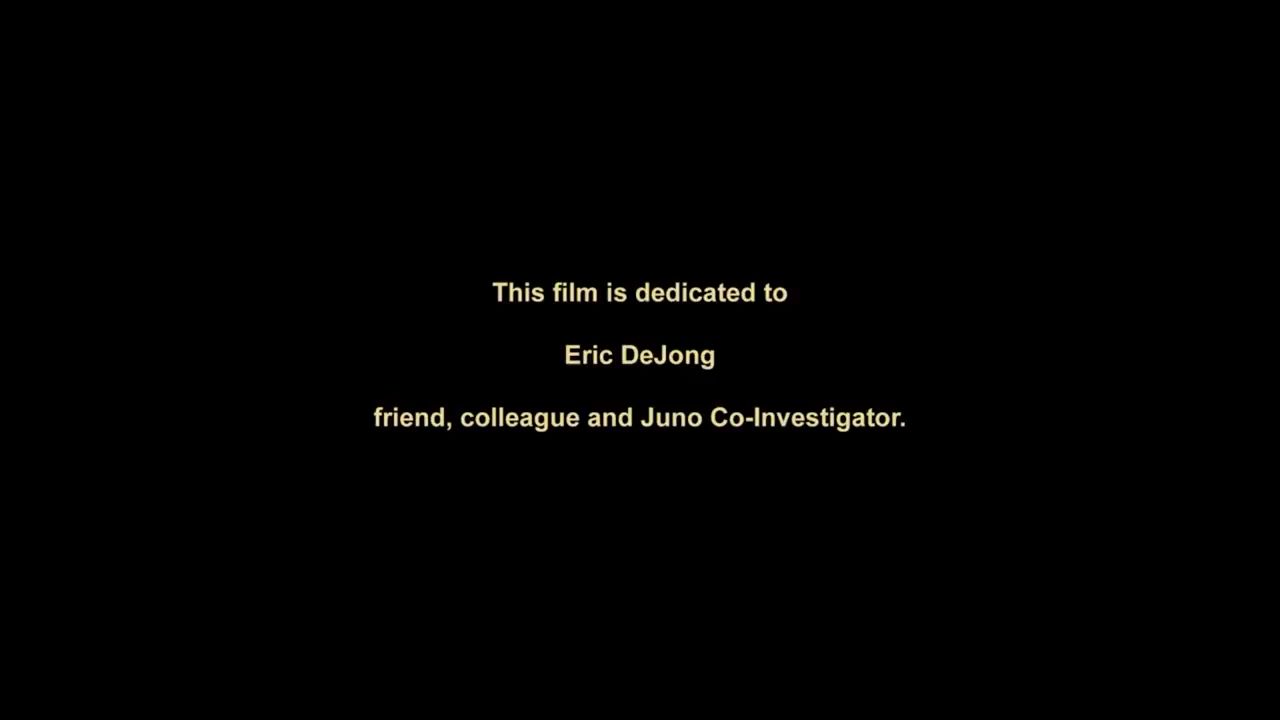 This film is dedicated to
Eric DeJong
friend, colleague and Juno Co-Investigator.